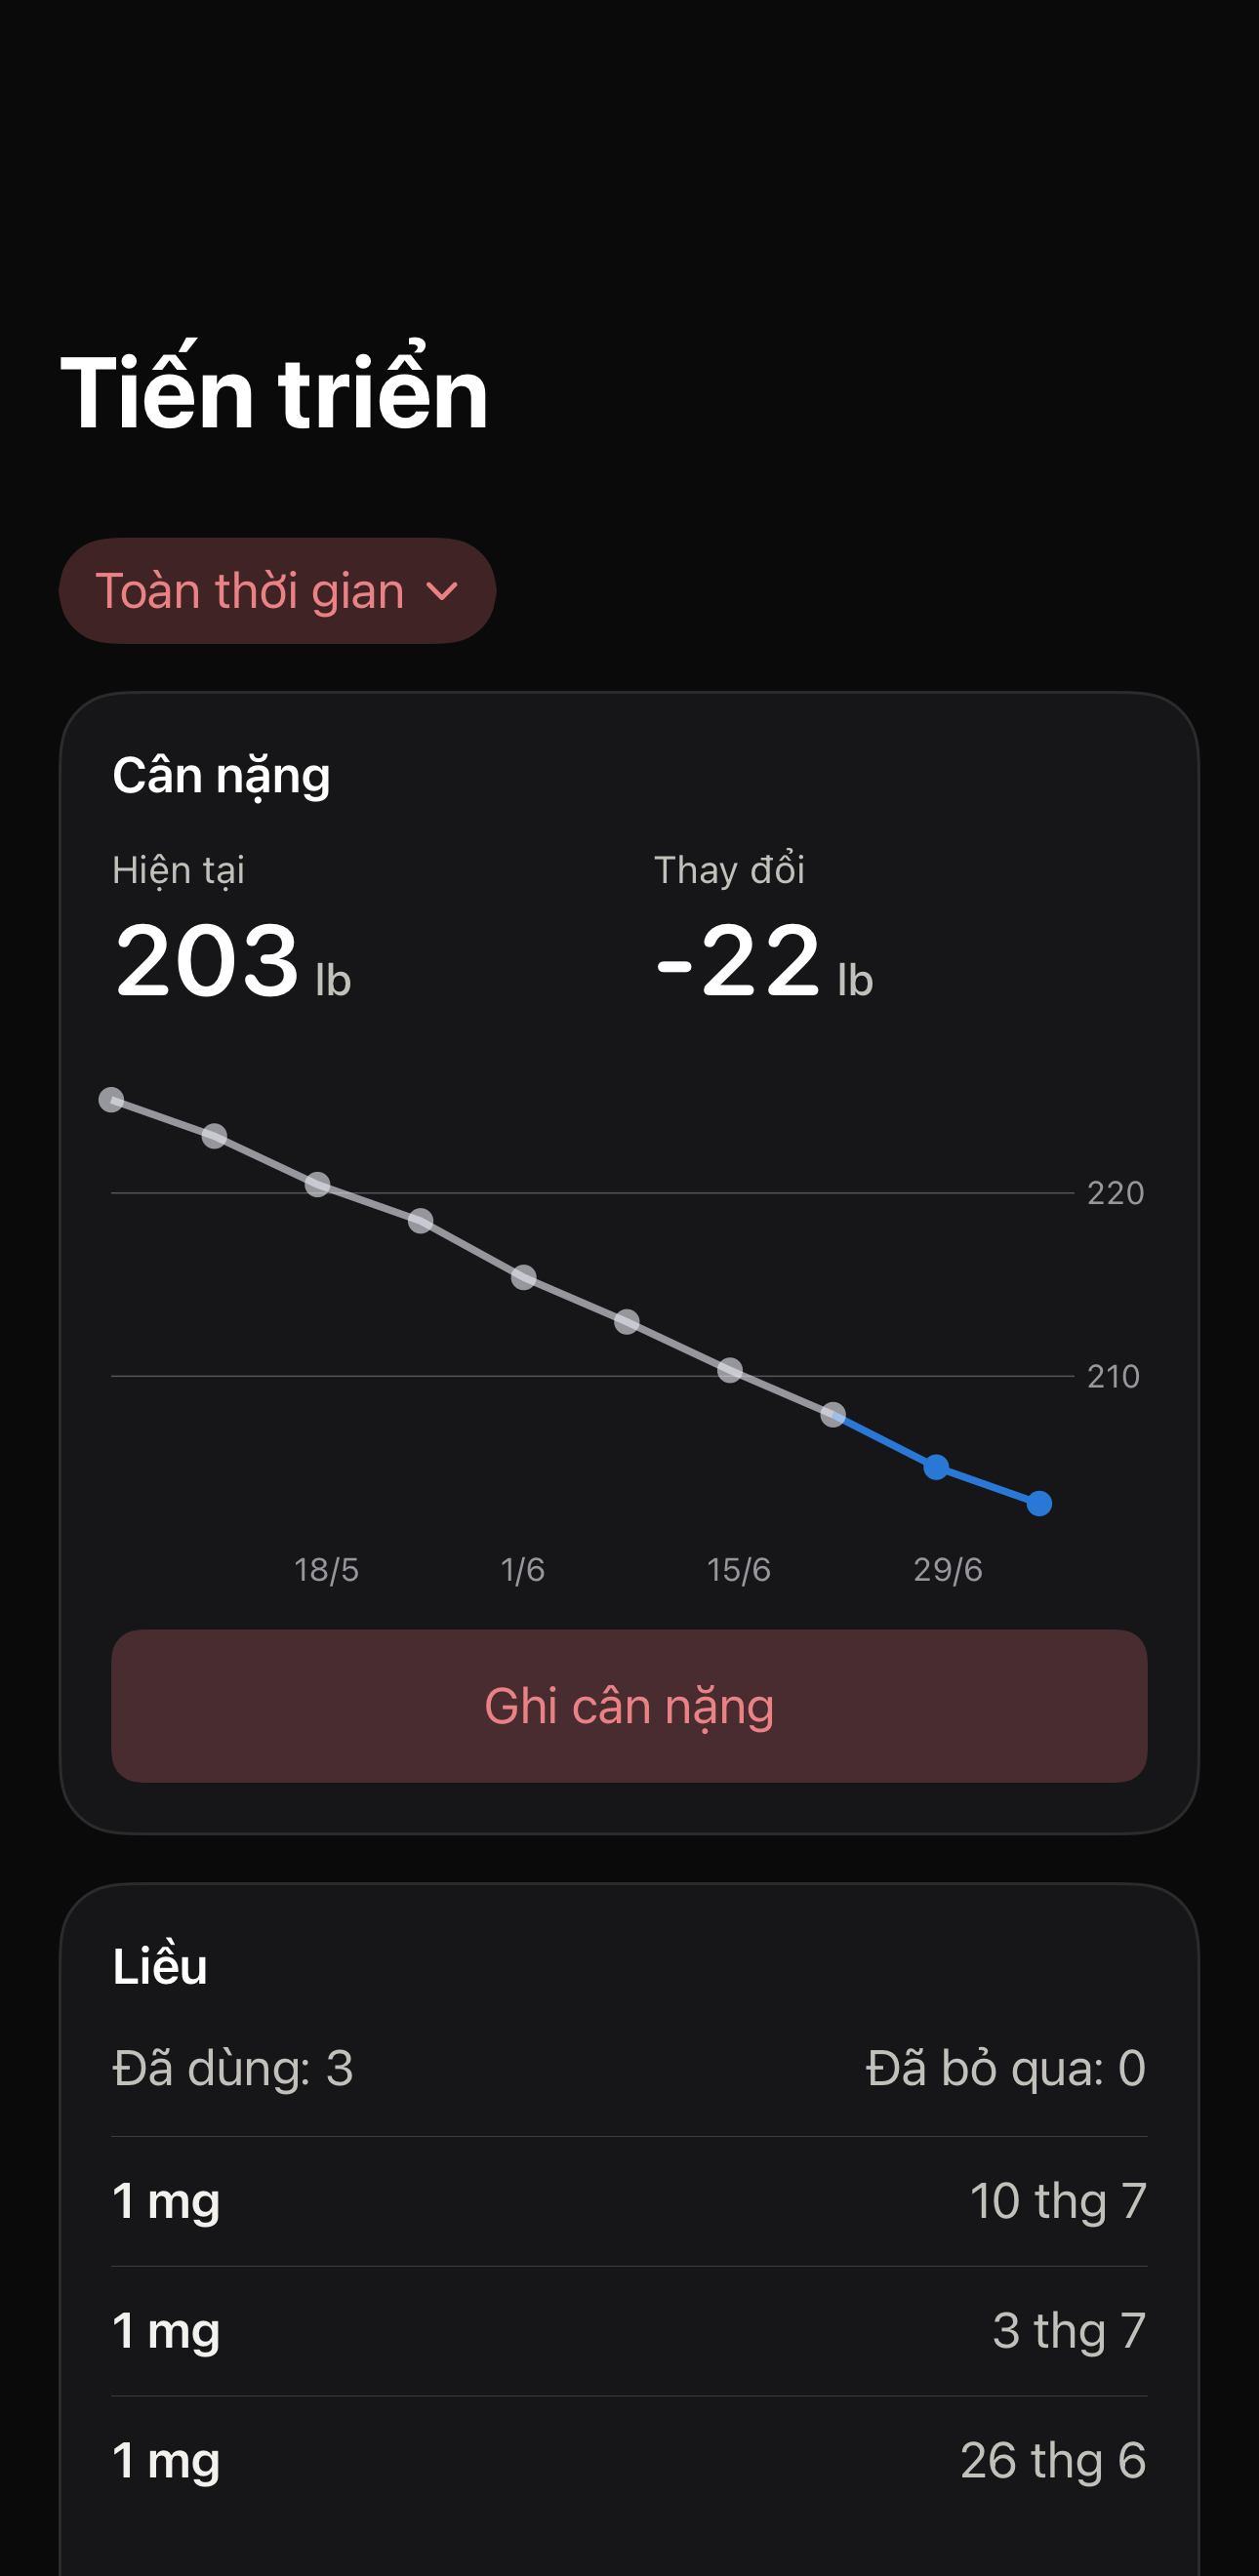 Tiến triển
Toàn thời gian
Cân nặng
Hiện tại Thay đổi
203 lb -22 lb
220
210
18/5 1/6 15/6 29/6
Ghi cân nặng
Liều
Đã dùng: 3 Đã bỏ qua: 0
1 mg 10 thg 7
1 mg 3 thg 7
1 mg 26 thg 6